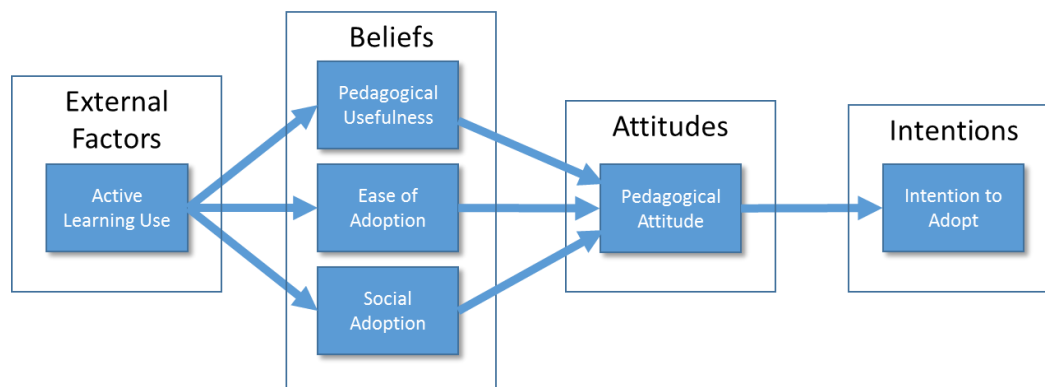 External
Factors
Active
Learning Use
Beliefs
Pedagogical
Usefulness
Ease of
Adoption
Social
Adoption
Attitudes
Pedagogical
Attitude
Intentions
Intention to
Adopt